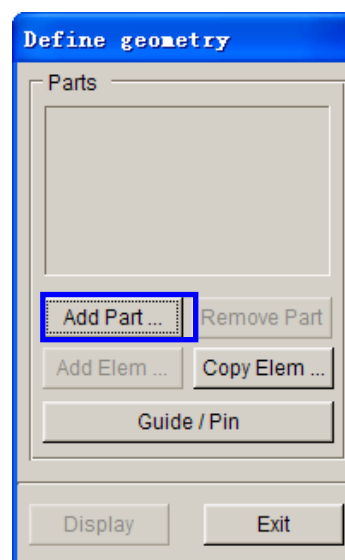 Define geometry
Parts
Add Part ... Remove Part
Add Elem ... Copy Elem ...
Guide / Pin
Display Exit